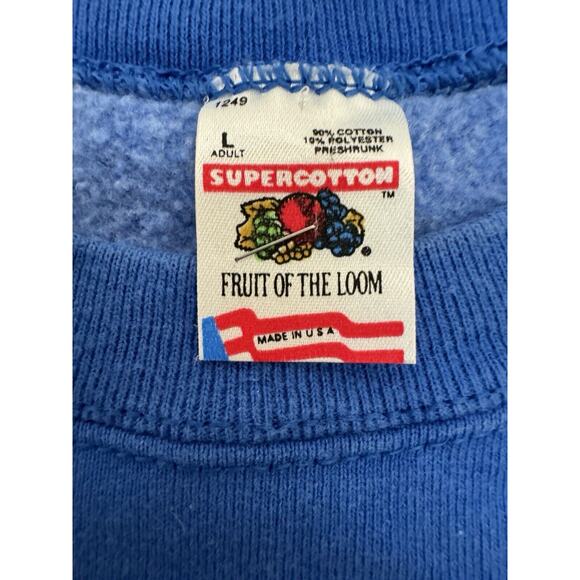 1249
L
ADULT
90% COTTON
10% POLYESTER
PRESHRUNK
SUPERCOTTON
TM
®
FRUIT OF THE LOOM
MADE IN U S A